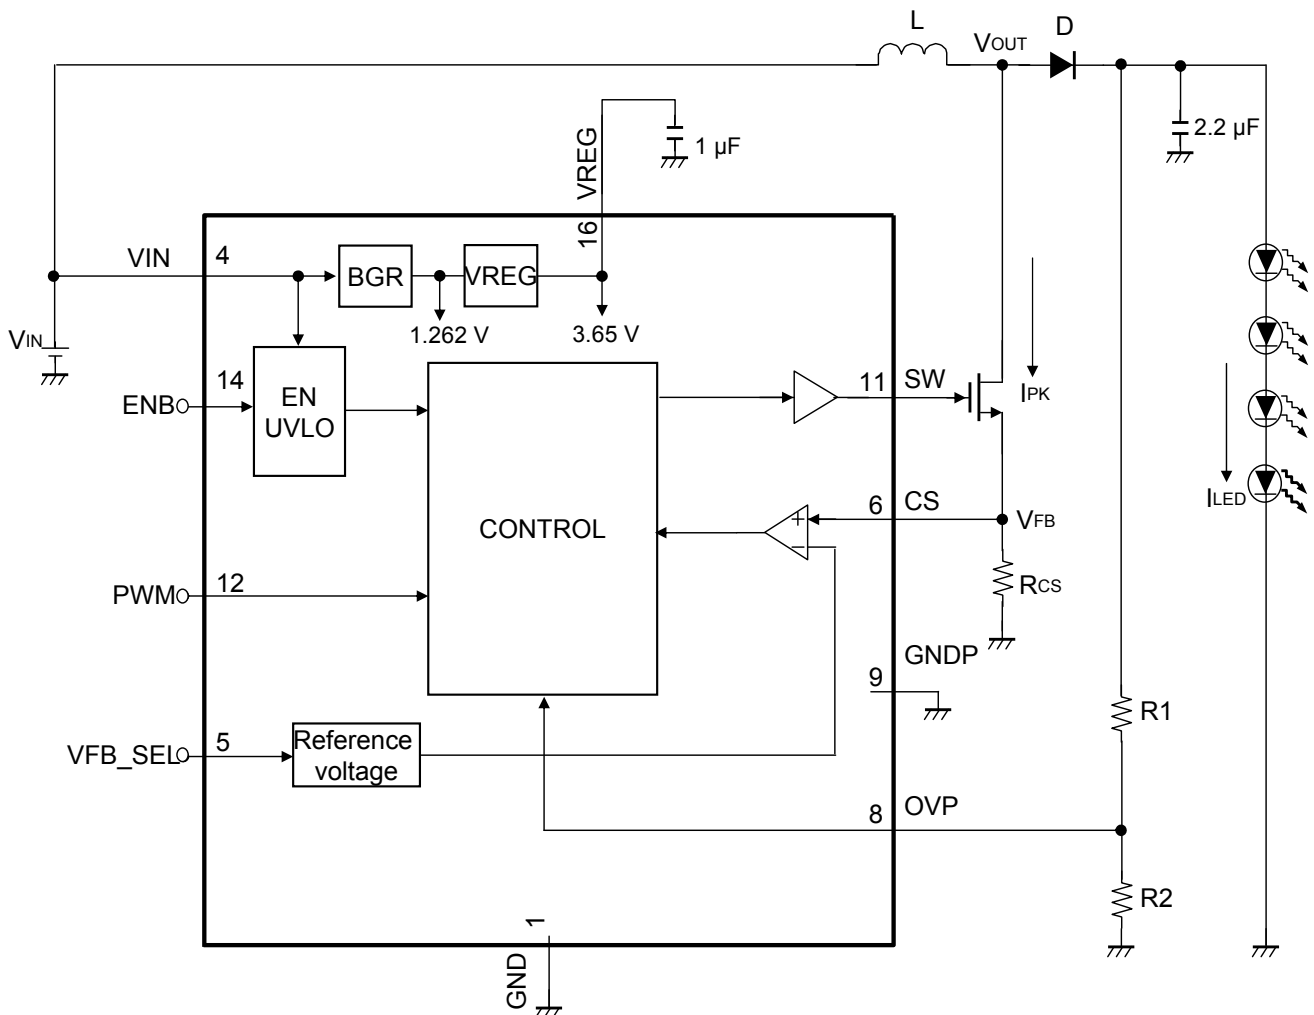 L
VOUT
D
2.2 µF
VREG
1 µF
16
VIN
4
BGR
VREG
1.262 V
3.65 V
VIN
14
ENB
EN
UVLO
11
SW
IPK
ILED
CONTROL
6
CS
VFB
+
−
RCS
PWM
12
GNDP
9
R1
VFB_SEL
5
Reference
voltage
8
OVP
R2
1
GND